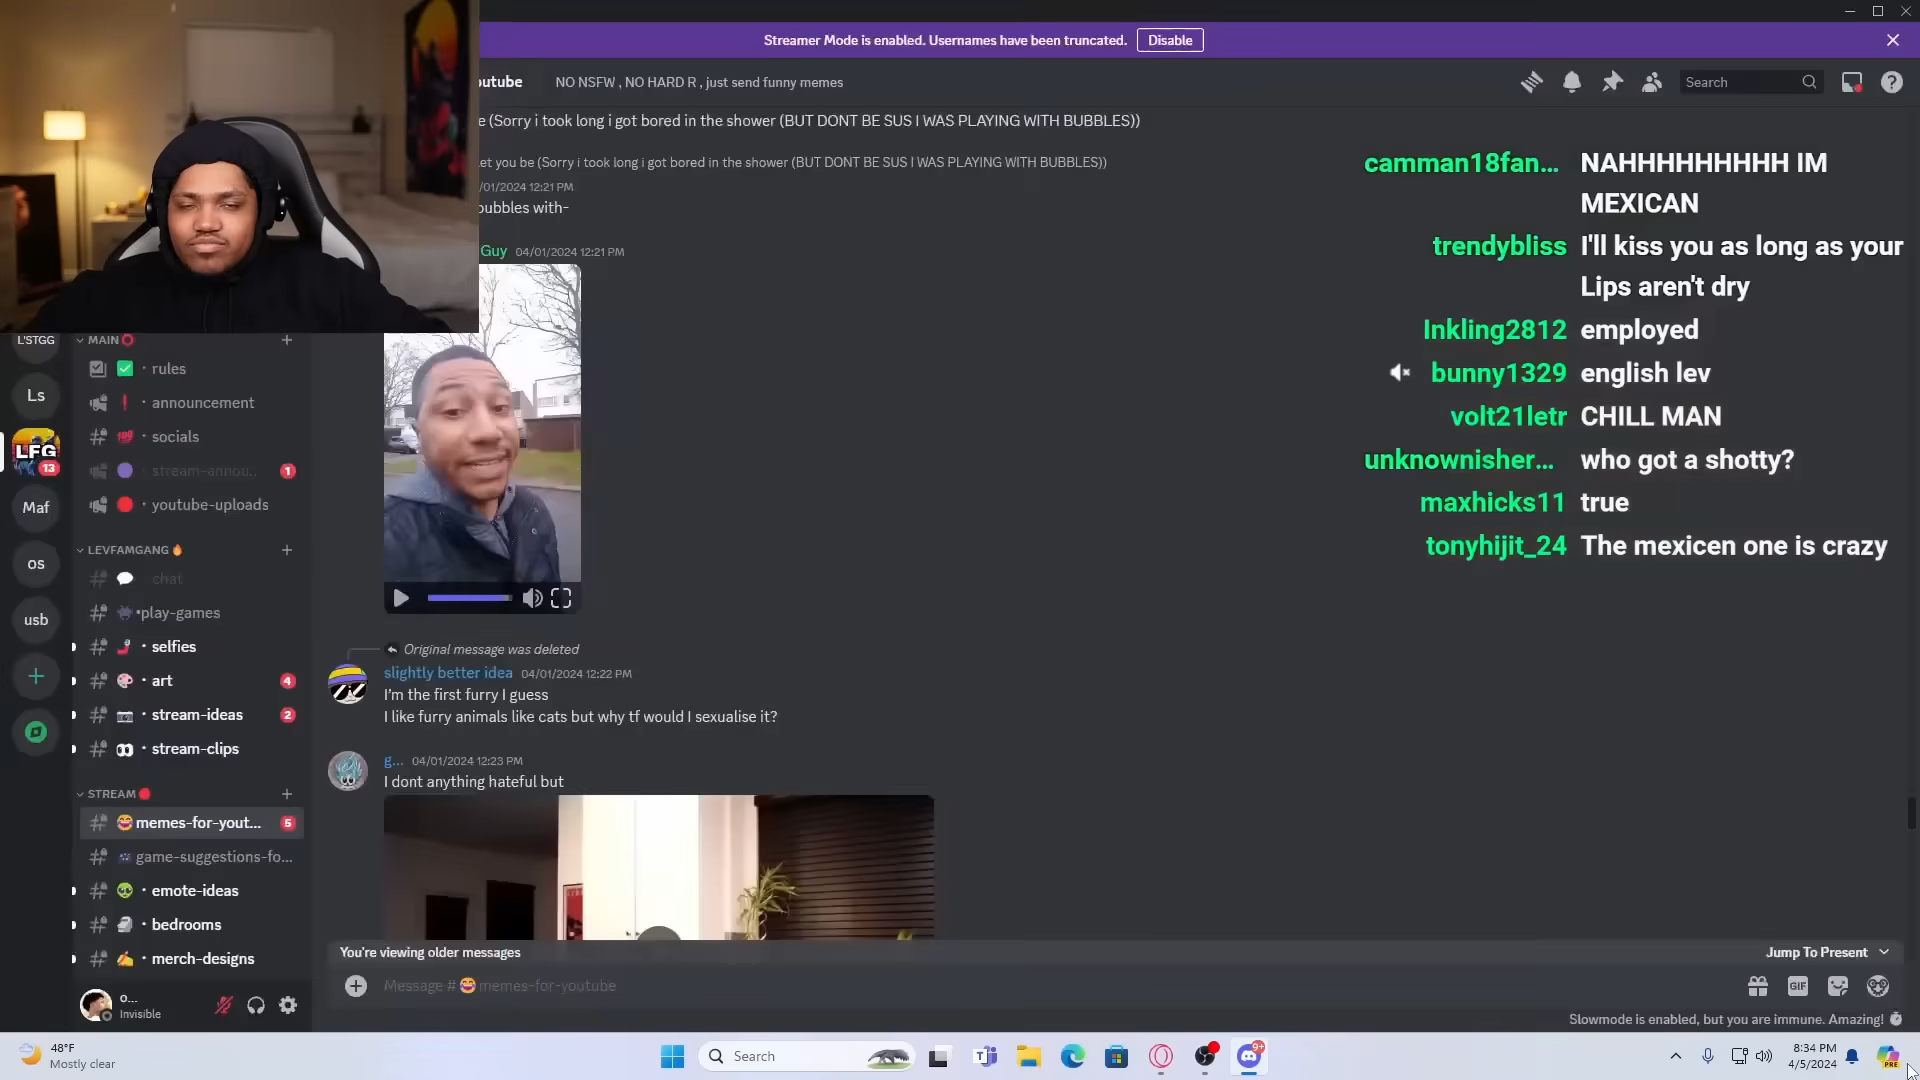 Streamer Mode is enabled. Usernames have been truncated.
Disable
outube
NO NSFW , NO HARD R , just send funny memes
Search
e (Sorry i took long i got bored in the shower (BUT DONT BE SUS I WAS PLAYING WITH BUBBLES))
et you be (Sorry i took long i got bored in the shower (BUT DONT BE SUS I WAS PLAYING WITH BUBBLES))
/01/2024 12:21 PM
bubbles with-
Guy 04/01/2024 12:21 PM
camman18fan... NAHHHHHHHHH IM
MEXICAN
trendybliss I'll kiss you as long as your
Lips aren't dry
Inkling2812 employed
bunny1329 english lev
volt21letr CHILL MAN
unknownisher... who got a shotty?
maxhicks11 true
tonyhijit_24 The mexicen one is crazy
L'STGG
Ls
LFG
13
Maf
os
usb
MAIN
rules
announcement
socials
stream-annou...
1
youtube-uploads
LEVFAMGANG
chat
play-games
selfies
art
4
stream-ideas
2
stream-clips
STREAM
memes-for-yout...
5
game-suggestions-fo...
emote-ideas
bedrooms
merch-designs
o...
Invisible
Original message was deleted
slightly better idea 04/01/2024 12:22 PM
I'm the first furry I guess
I like furry animals like cats but why tf would I sexualise it?
g... 04/01/2024 12:23 PM
I dont anything hateful but
You're viewing older messages
Jump To Present
Message # memes-for-youtube
GIF
Slowmode is enabled, but you are immune. Amazing!
48°F
Mostly clear
Search
9+
8:34 PM
4/5/2024
PRE